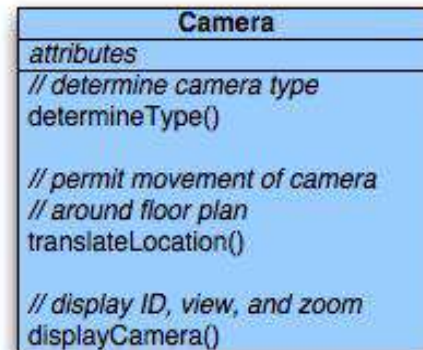 Camera
attributes
// determine camera type
determineType()
// permit movement of camera
// around floor plan
translateLocation()
// display ID, view, and zoom
displayCamera()